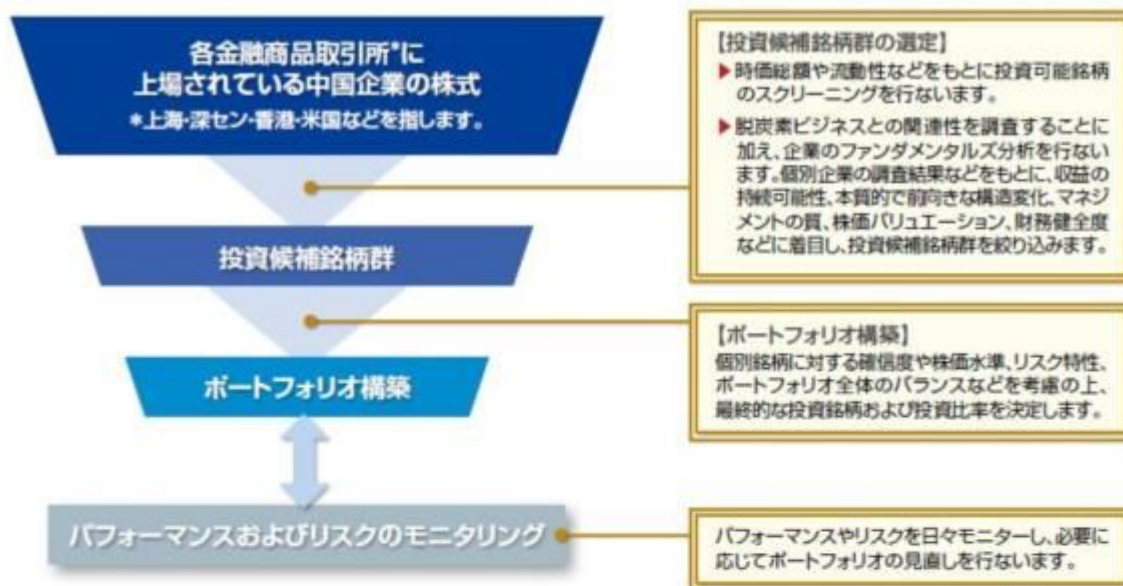 各金融商品取引所*に
上場されている中国企業の株式
*上海・深セン・香港・米国などを指します。
【投資候補銘柄群の選定】
▶時価総額や流動性などをもとに投資可能銘柄
のスクリーニングを行ないます。
▶脱炭素ビジネスとの関連性を調査することに
加え、企業のファンダメンタルズ分析を行ない
ます。個別企業の調査結果などをもとに、収益の
持続可能性、本質的で前向きな構造変化、マネジ
メントの質、株価バリュエーション、財務健全度
などに着目し、投資候補銘柄群を絞り込みます。
投資候補銘柄群
【ポートフォリオ構築】
個別銘柄に対する確信度や株価水準、リスク特性、
ポートフォリオ全体のバランスなどを考慮の上、
最終的な投資銘柄および投資比率を決定します。
ポートフォリオ構築
パフォーマンスおよびリスクのモニタリング
パフォーマンスやリスクを日々モニターし、必要に
応じてポートフォリオの見直しを行ないます。